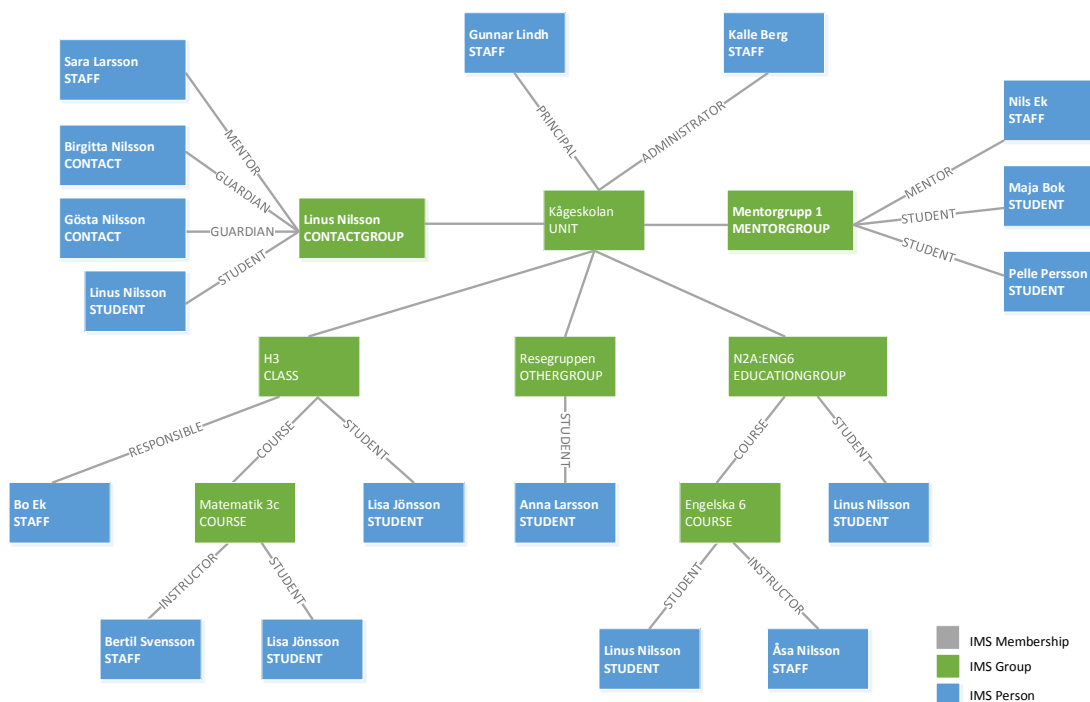 Gunnar Lindh
STAFF
Kalle Berg
STAFF
Sara Larsson
STAFF
Nils Ek
STAFF
PRINCIPAL
ADMINISTRATOR
MENTOR
Birgitta Nilsson
CONTACT
GUARDIAN
MENTOR
Maja Bok
STUDENT
Gösta Nilsson
CONTACT
GUARDIAN
Linus Nilsson
CONTACTGROUP
Kågeskolan
UNIT
Mentorgrupp 1
MENTORGROUP
STUDENT
STUDENT
STUDENT
Linus Nilsson
STUDENT
Pelle Persson
STUDENT
H3
CLASS
Resegruppen
OTHERGROUP
N2A:ENG6
EDUCATIONGROUP
RESPONSIBLE
COURSE
STUDENT
STUDENT
COURSE
STUDENT
Bo Ek
STAFF
Matematik 3c
COURSE
Lisa Jönsson
STUDENT
Anna Larsson
STUDENT
Engelska 6
COURSE
Linus Nilsson
STUDENT
INSTRUCTOR
STUDENT
STUDENT
INSTRUCTOR
Bertil Svensson
STAFF
Lisa Jönsson
STUDENT
Linus Nilsson
STUDENT
Åsa Nilsson
STAFF
IMS Membership
IMS Group
IMS Person